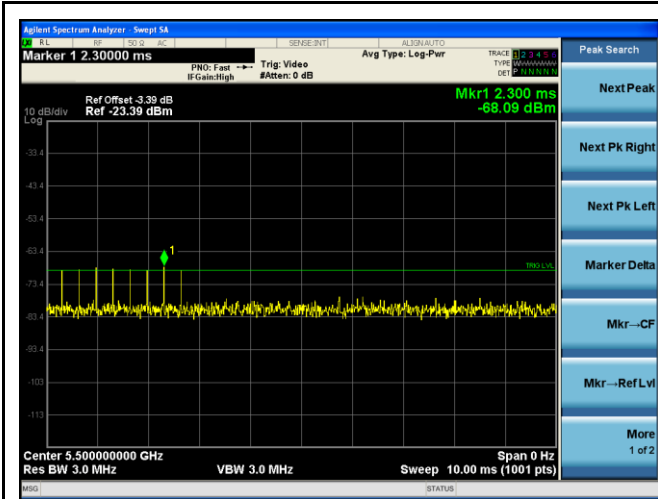 Agilent Spectrum Analyzer - Swept SA
RL RF 50 Ω AC SENSE:INT ALIGNAUTO
Marker 1 2.30000 ms
PNO: Fast
IFGain:High
Trig: Video
#Atten: 0 dB
Avg Type: Log-Pwr
TRACE 1 2 3 4 5 6
TYPE
DET P N N N N N
Peak Search
Next Peak
Next Pk Right
Next Pk Left
Marker Delta
Mkr→CF
Mkr→Ref Lvl
More
1 of 2
Mkr1 2.300 ms
-68.09 dBm
Ref Offset -3.39 dB
10 dB/div Ref -23.39 dBm
Log
-33.4
-43.4
-53.4
-63.4
1
TRIG LVL
-73.4
-83.4
-93.4
-103
-113
Center 5.500000000 GHz Span 0 Hz
Res BW 3.0 MHz VBW 3.0 MHz Sweep 10.00 ms (1001 pts)
MSG STATUS